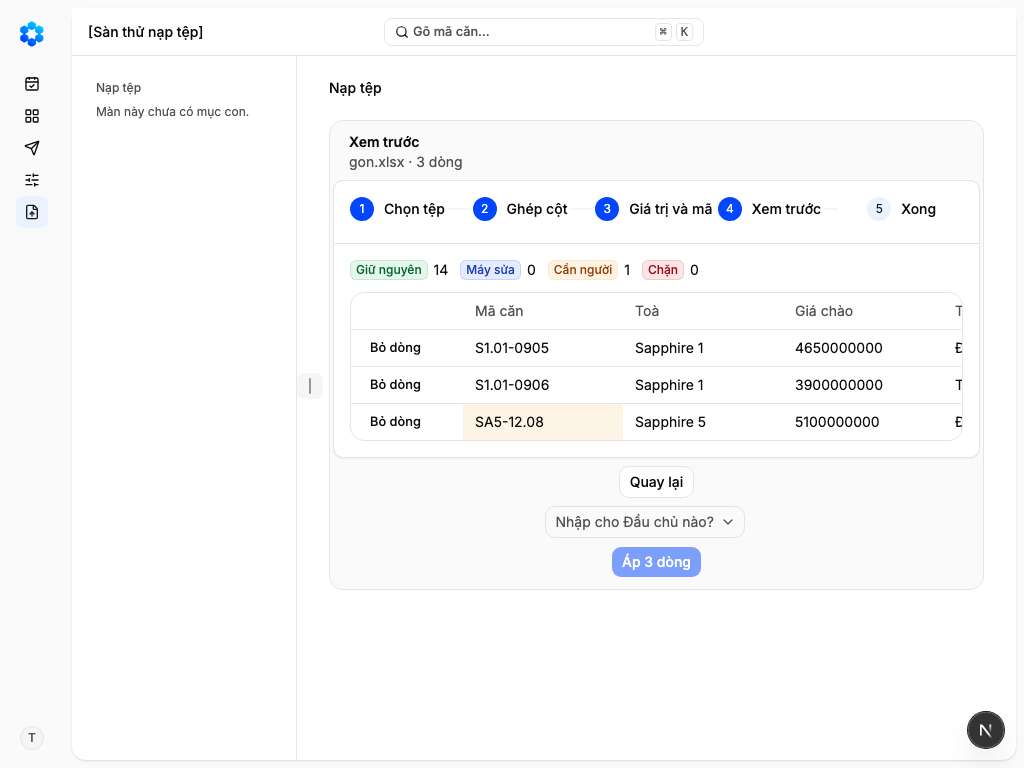 [Sàn thử nạp tệp]
Gõ mã căn...
⌘ K
Nạp tệp
Màn này chưa có mục con.
Nạp tệp
Xem trước
gon.xlsx · 3 dòng
1 Chọn tệp 2 Ghép cột 3 Giá trị và mã 4 Xem trước 5 Xong
Giữ nguyên 14 Máy sửa 0 Cần người 1 Chặn 0
Mã căn Toà Giá chào
Bỏ dòng S1.01-0905 Sapphire 1 4650000000
Bỏ dòng S1.01-0906 Sapphire 1 3900000000
Bỏ dòng SA5-12.08 Sapphire 5 5100000000
Quay lại
Nhập cho Đầu chủ nào?
Áp 3 dòng
T
N